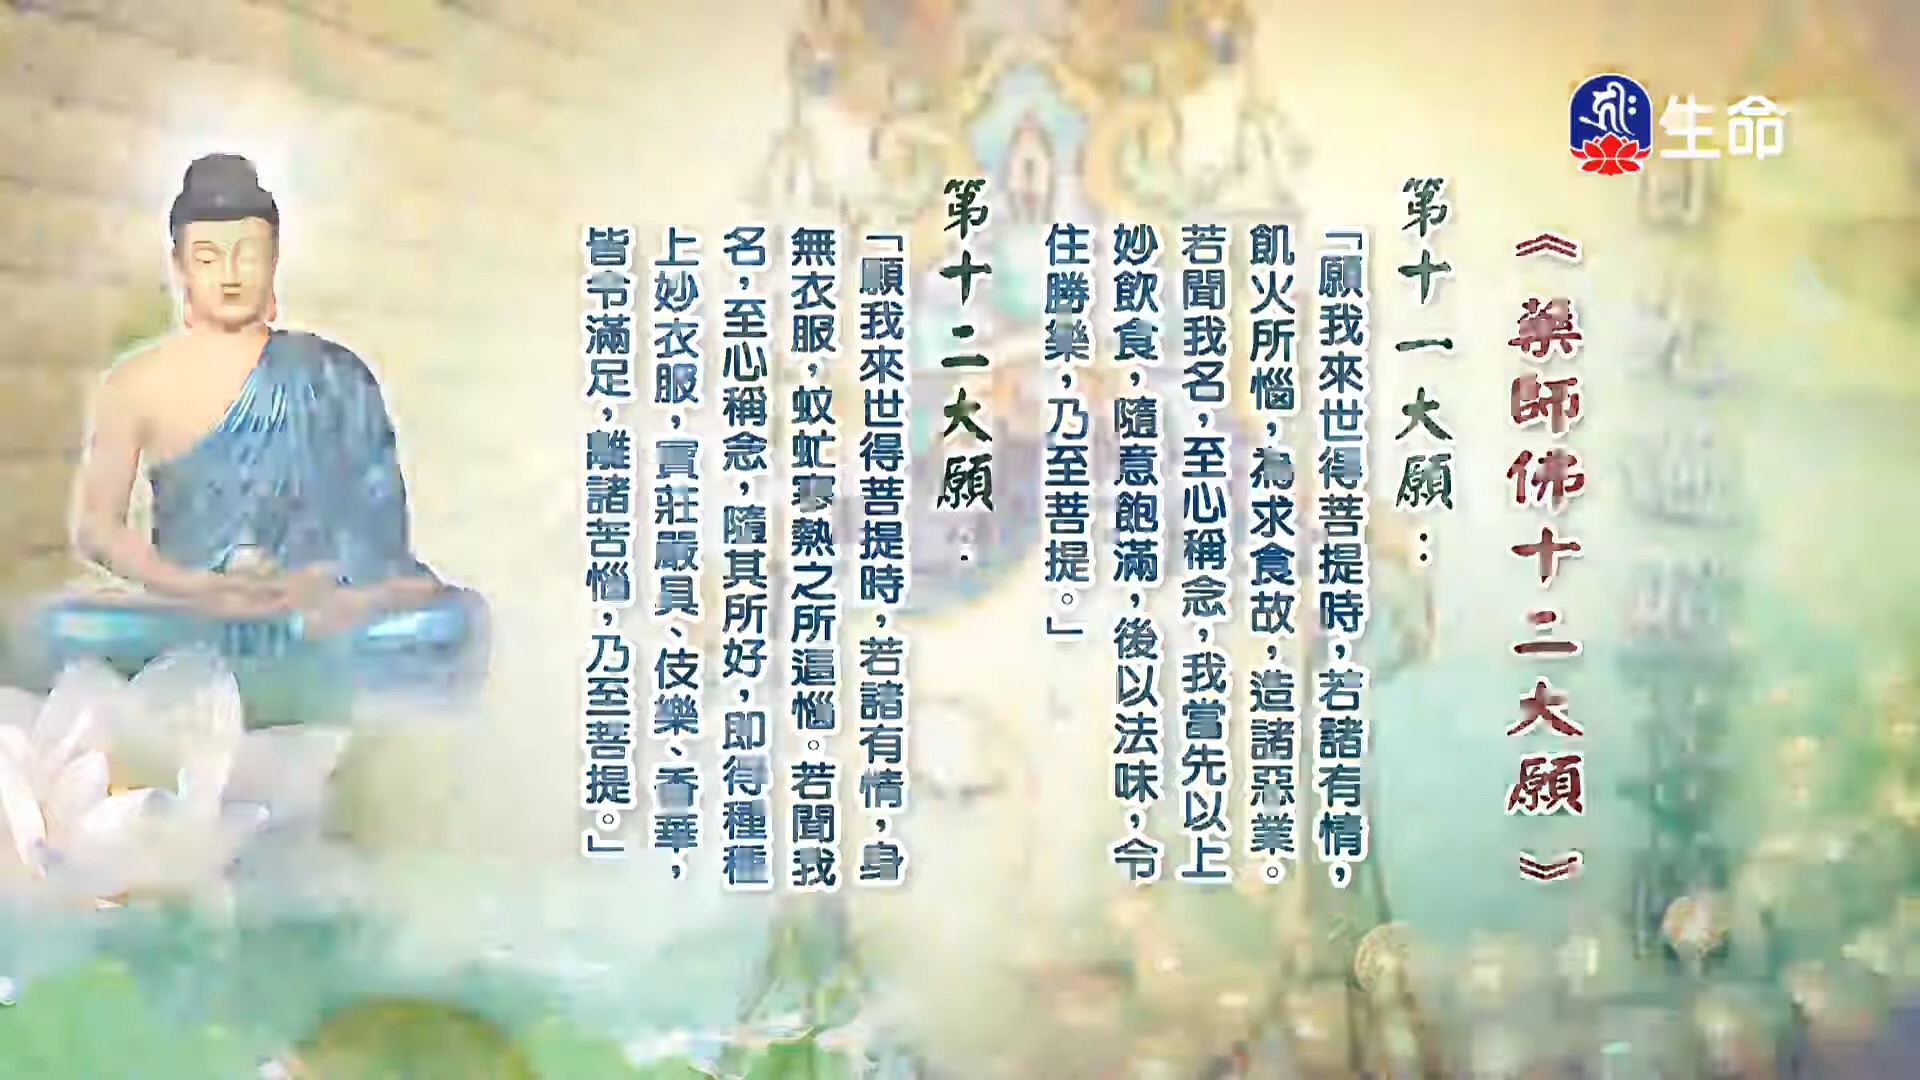 生命
《藥師佛十二大願》
第十一大願：
「願我來世得菩提時，若諸有情，
飢火所惱，為求食故，造諸惡業。
若聞我名，至心稱念，我當先以上
妙飲食，隨意飽滿，後以法味，令
住勝樂，乃至菩提。」
第十二大願：
「願我來世得菩提時，若諸有情，身
無衣服，蚊虻寒熱之所逼惱。若聞我
名，至心稱念，隨其所好，即得種種
上妙衣服，寶莊嚴具、伎樂、香華，
皆令滿足，離諸苦惱，乃至菩提。」